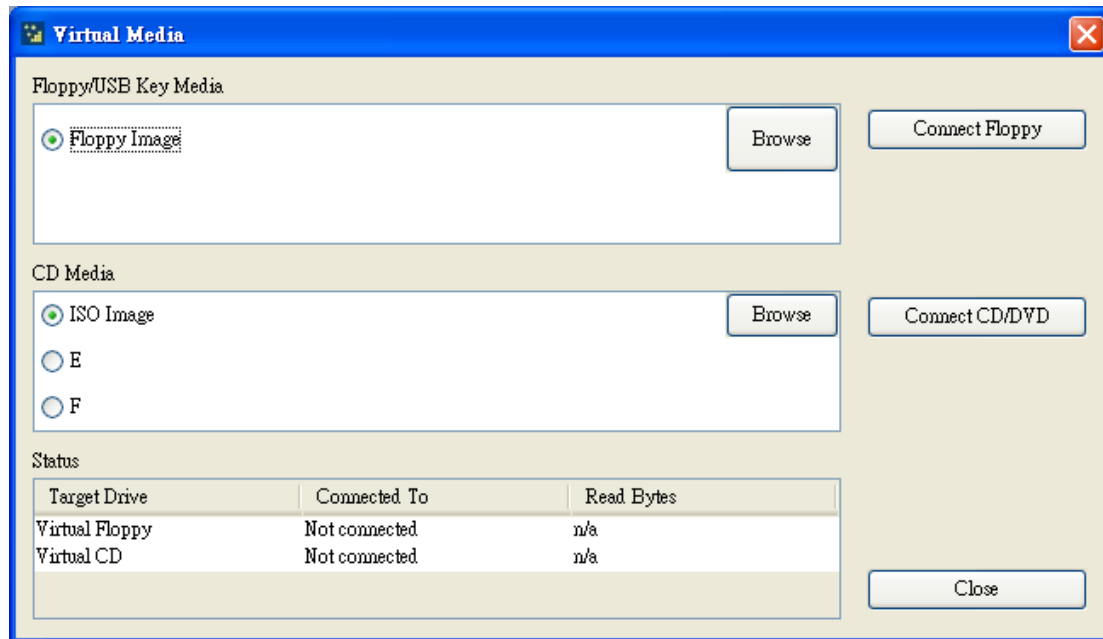 Virtual Media
Floppy/USB Key Media
Floppy Image
Browse
Connect Floppy
CD Media
ISO Image
Browse
Connect CD/DVD
E
F
Status
Target Drive Connected To Read Bytes
Virtual Floppy Not connected n/a
Virtual CD Not connected n/a
Close